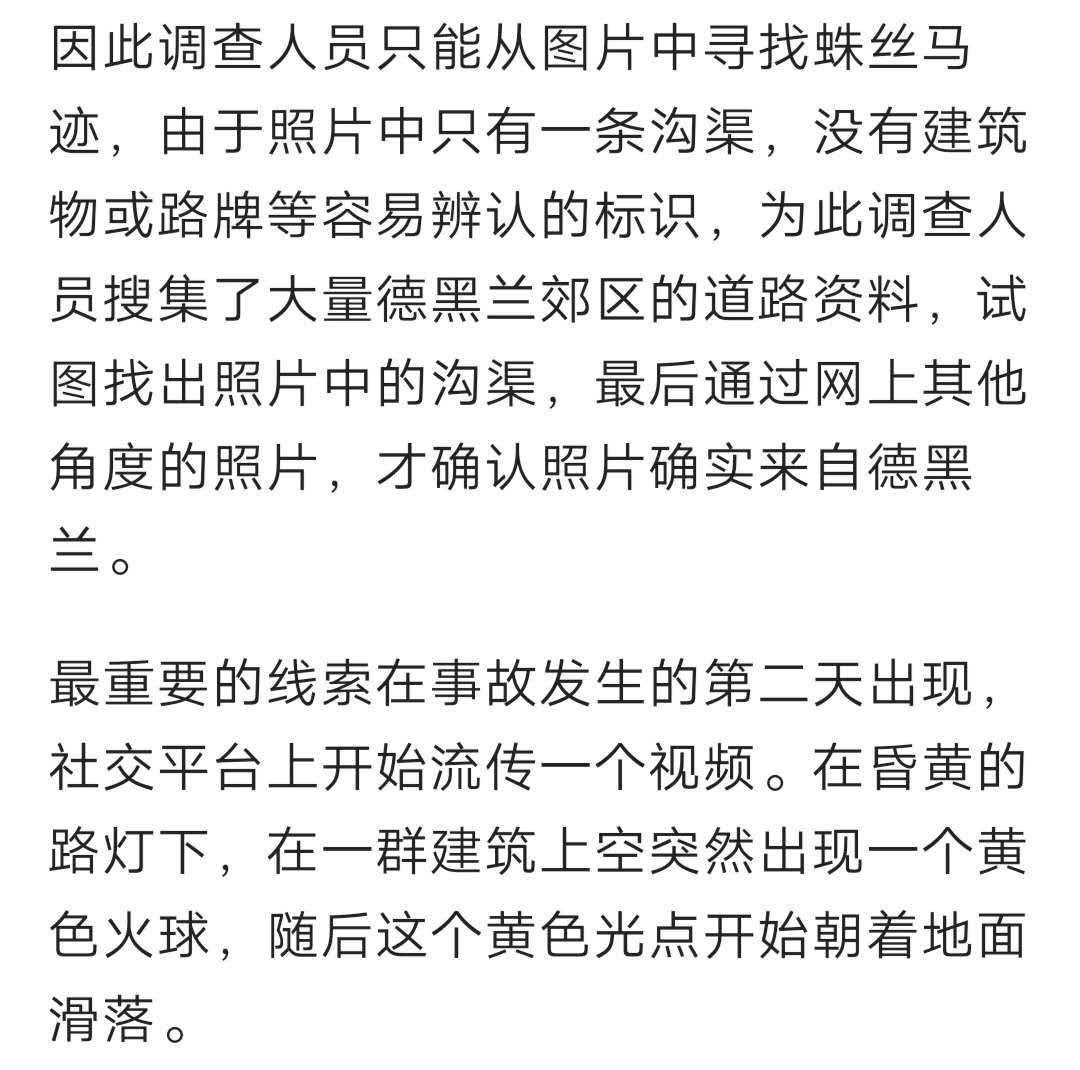 因此调查人员只能从图片中寻找蛛丝马
迹，由于照片中只有一条沟渠，没有建筑
物或路牌等容易辨认的标识，为此调查人
员搜集了大量德黑兰郊区的道路资料，试
图找出照片中的沟渠，最后通过网上其他
角度的照片，才确认照片确实来自德黑
兰。
最重要的线索在事故发生的第二天出现，
社交平台上开始流传一个视频。在昏黄的
路灯下，在一群建筑上空突然出现一个黄
色火球，随后这个黄色光点开始朝着地面
滑落。